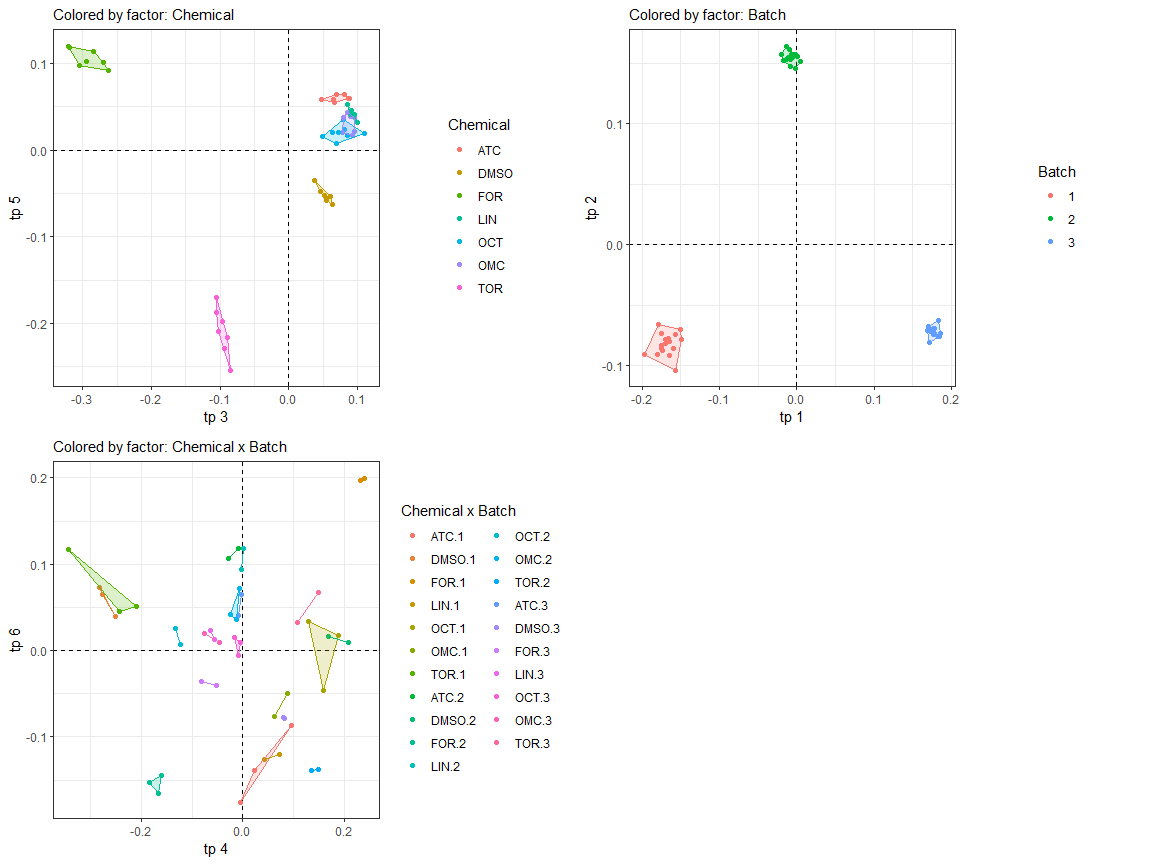 Colored by factor: Chemical
0.1
0.0
-0.1
-0.2
tp 5
-0.3
-0.2
-0.1
0.0
0.1
tp 3
Chemical
ATC
DMSO
FOR
LIN
OCT
OMC
TOR
Colored by factor: Batch
0.1
0.0
-0.1
tp 2
-0.2
-0.1
0.0
0.1
0.2
tp 1
Batch
1
2
3
Colored by factor: Chemical x Batch
0.2
0.1
0.0
-0.1
tp 6
-0.2
0.0
0.2
tp 4
Chemical x Batch
ATC.1
DMSO.1
FOR.1
LIN.1
OCT.1
OMC.1
TOR.1
ATC.2
DMSO.2
FOR.2
LIN.2
OCT.2
OMC.2
TOR.2
ATC.3
DMSO.3
FOR.3
LIN.3
OCT.3
OMC.3
TOR.3